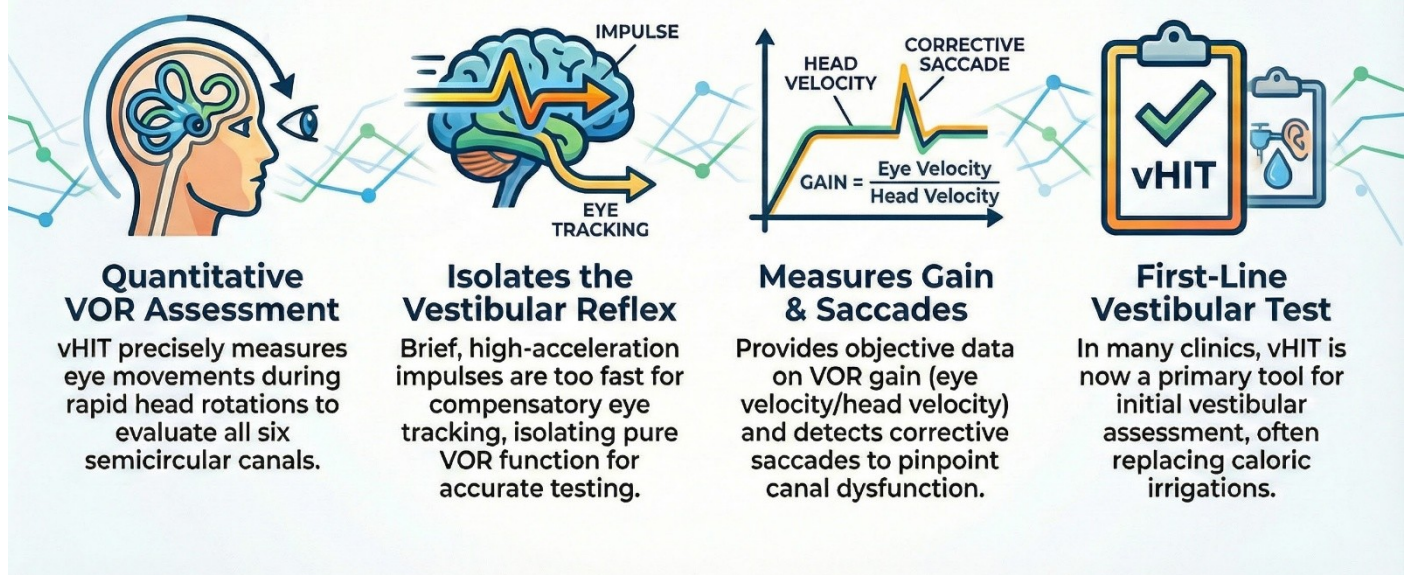 IMPULSE
EYE
TRACKING
HEAD
VELOCITY
CORRECTIVE
SACCADE
GAIN = Eye Velocity
Head Velocity
vHIT
Quantitative
VOR Assessment
vHIT precisely measures
eye movements during
rapid head rotations to
evaluate all six
semicircular canals.
Isolates the
Vestibular Reflex
Brief, high-acceleration
impulses are too fast for
compensatory eye
tracking, isolating pure
VOR function for
accurate testing.
Measures Gain
& Saccades
Provides objective data
on VOR gain (eye
velocity/head velocity)
and detects corrective
saccades to pinpoint
canal dysfunction.
First-Line
Vestibular Test
In many clinics, vHIT is
now a primary tool for
initial vestibular
assessment, often
replacing caloric
irrigations.